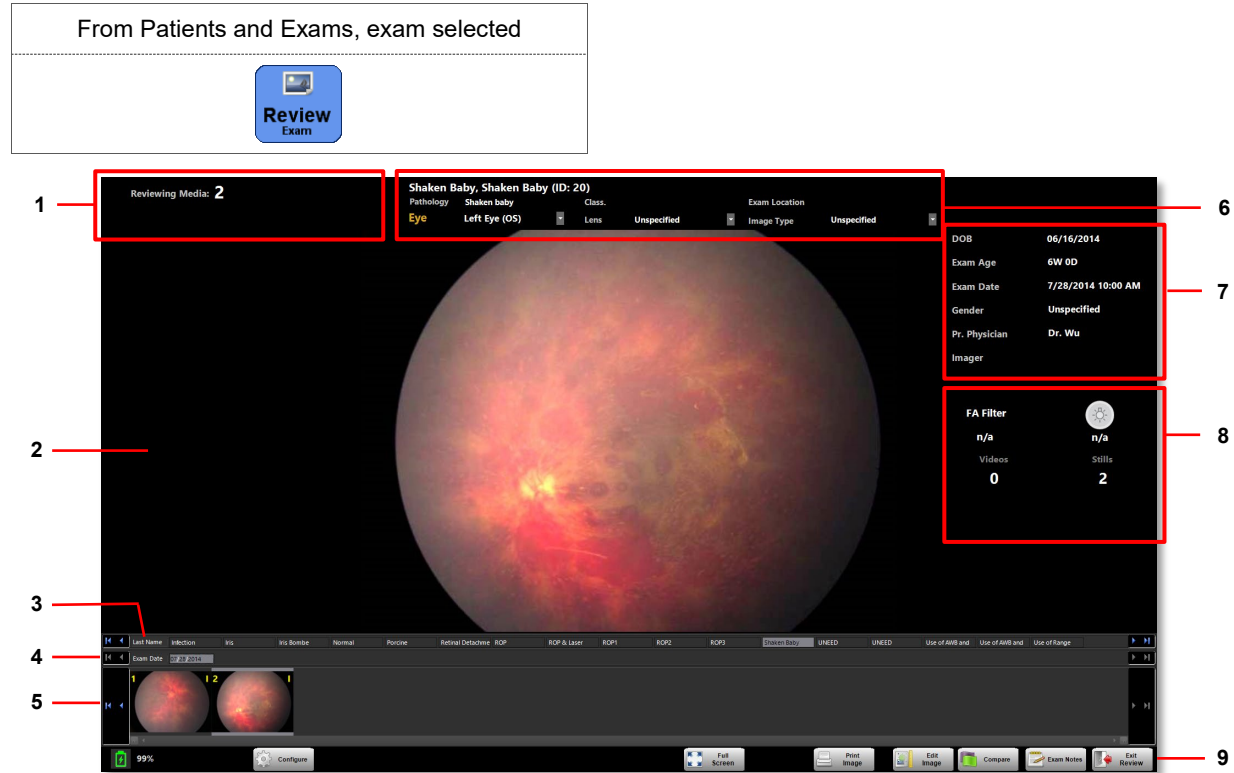 From Patients and Exams, exam selected
Review
Exam
1
Reviewing Media: 2
Shaken Baby, Shaken Baby (ID: 20)
Pathology Shaken baby Class. Exam Location
Eye Left Eye (OS) Lens Unspecified Image Type Unspecified
6
DOB 06/16/2014
Exam Age 6W 0D
Exam Date 7/28/2014 10:00 AM
Gender Unspecified
Pr. Physician Dr. Wu
Imager
7
2
FA Filter
n/a n/a
Videos Stills
0 2
8
3
Last Name Infection Iris Iris Bombe Normal Porcine Retinal Detachme ROP ROP & Laser ROP1 ROP2 ROP3 Shaken Baby UNEED UNEED Use of AWB and Use of AWB and Use of Range
4
Exam Date 07 28 2014
5
1 I 2 I
99% Configure Full Screen Print Image Edit Image Compare Exam Notes Exit Review
9